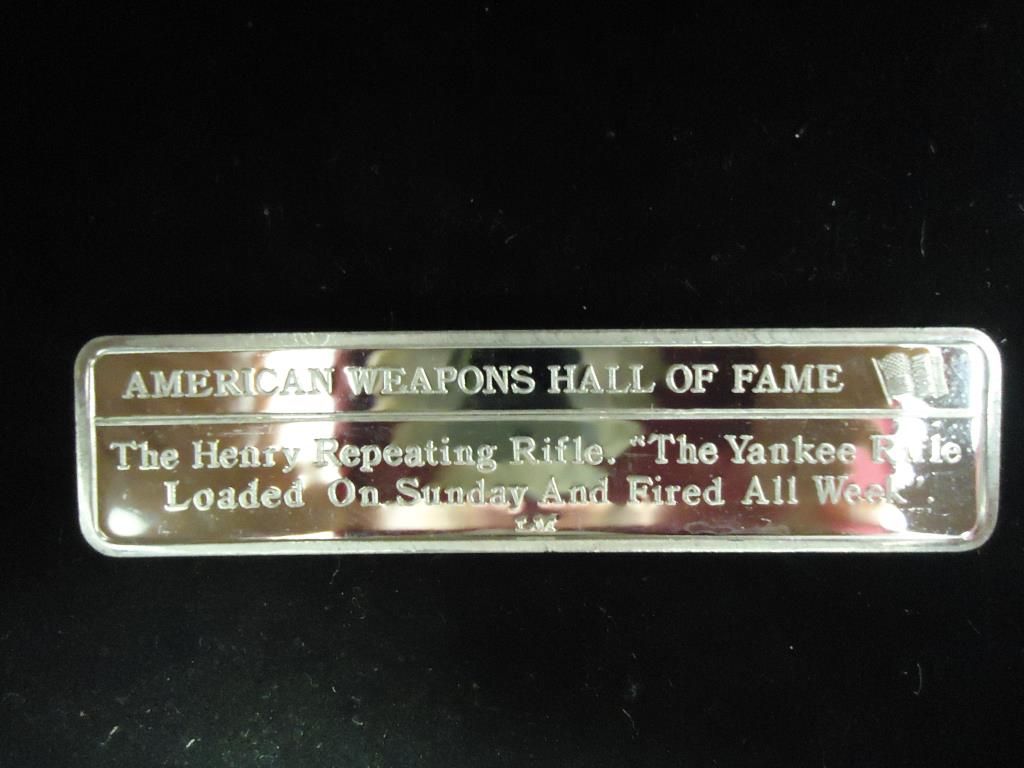 AMERICAN WEAPONS HALL OF FAME
The Henry Repeating Rifle. "The Yankee Rifle
Loaded On Sunday And Fired All Week".
LM